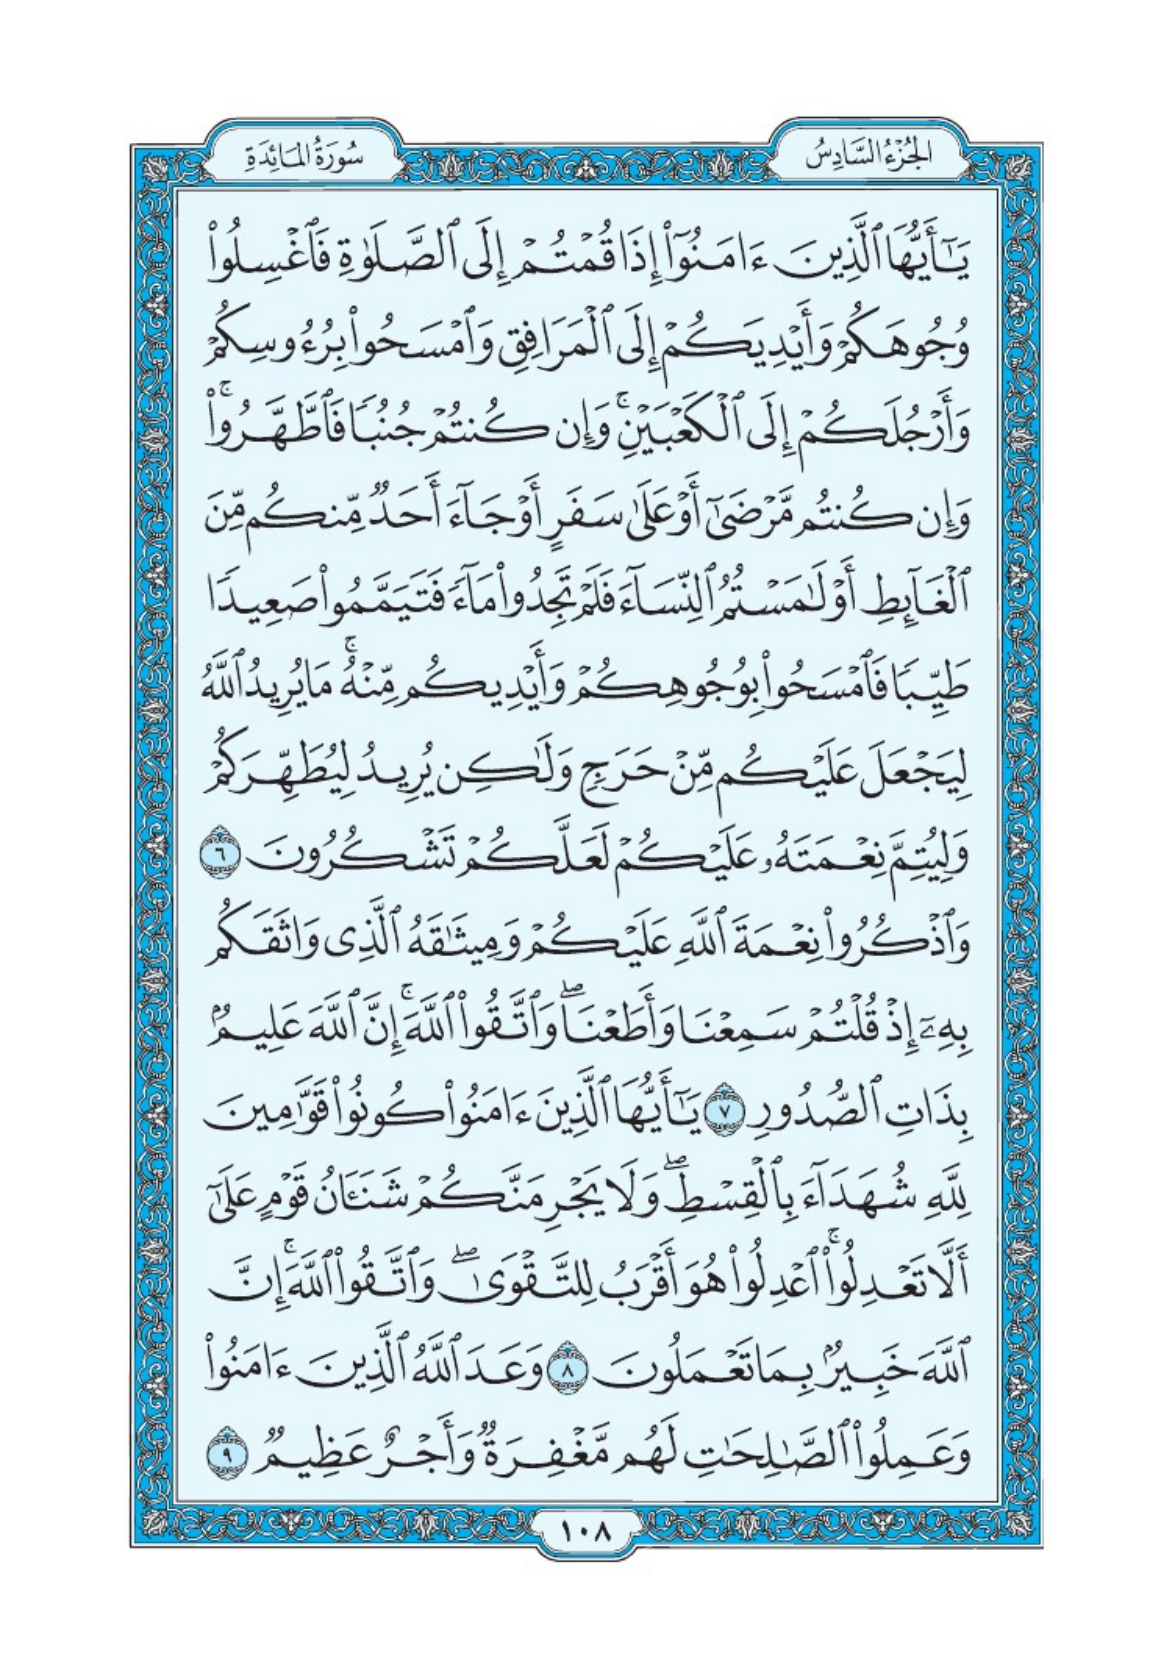 الجُزْءُ السَّادِسُ
سُورَةُ المَائِدَةِ
يَـٰٓأَيُّهَا ٱلَّذِينَ ءَامَنُوٓا۟ إِذَا قُمْتُمْ إِلَى ٱلصَّلَوٰةِ فَٱغْسِلُوا۟
وُجُوهَكُمْ وَأَيْدِيَكُمْ إِلَى ٱلْمَرَافِقِ وَٱمْسَحُوا۟ بِرُءُوسِكُمْ
وَأَرْجُلَكُمْ إِلَى ٱلْكَعْبَيْنِ ۚ وَإِن كُنتُمْ جُنُبًا فَٱطَّهَّرُوا۟ ۚ
وَإِن كُنتُم مَّرْضَىٰٓ أَوْ عَلَىٰ سَفَرٍ أَوْ جَآءَ أَحَدٌ مِّنكُم مِّنَ
ٱلْغَآئِطِ أَوْ لَـٰمَسْتُمُ ٱلنِّسَآءَ فَلَمْ تَجِدُوا۟ مَآءً فَتَيَمَّمُوا۟ صَعِيدًا
طَيِّبًا فَٱمْسَحُوا۟ بِوُجُوهِكُمْ وَأَيْدِيكُم مِّنْهُ ۚ مَا يُرِيدُ ٱللَّهُ
لِيَجْعَلَ عَلَيْكُم مِّنْ حَرَجٍ وَلَـٰكِن يُرِيدُ لِيُطَهِّرَكُمْ
وَلِيُتِمَّ نِعْمَتَهُۥ عَلَيْكُمْ لَعَلَّكُمْ تَشْكُرُونَ ٦
وَٱذْكُرُوا۟ نِعْمَةَ ٱللَّهِ عَلَيْكُمْ وَمِيثَـٰقَهُ ٱلَّذِى وَاثَقَكُم
بِهِۦٓ إِذْ قُلْتُمْ سَمِعْنَا وَأَطَعْنَا ۖ وَٱتَّقُوا۟ ٱللَّهَ ۚ إِنَّ ٱللَّهَ عَلِيمٌۢ
بِذَاتِ ٱلصُّدُورِ ٧ يَـٰٓأَيُّهَا ٱلَّذِينَ ءَامَنُوا۟ كُونُوا۟ قَوَّٰمِينَ
لِلَّهِ شُهَدَآءَ بِٱلْقِسْطِ ۖ وَلَا يَجْرِمَنَّكُمْ شَنَـَٔانُ قَوْمٍ عَلَىٰٓ
أَلَّا تَعْدِلُوا۟ ۚ ٱعْدِلُوا۟ هُوَ أَقْرَبُ لِلتَّقْوَىٰ ۖ وَٱتَّقُوا۟ ٱللَّهَ ۚ إِنَّ
ٱللَّهَ خَبِيرٌۢ بِمَا تَعْمَلُونَ ٨ وَعَدَ ٱللَّهُ ٱلَّذِينَ ءَامَنُوا۟
وَعَمِلُوا۟ ٱلصَّـٰلِحَـٰتِ لَهُم مَّغْفِرَةٌ وَأَجْرٌ عَظِيمٌ ٩
١٠٨